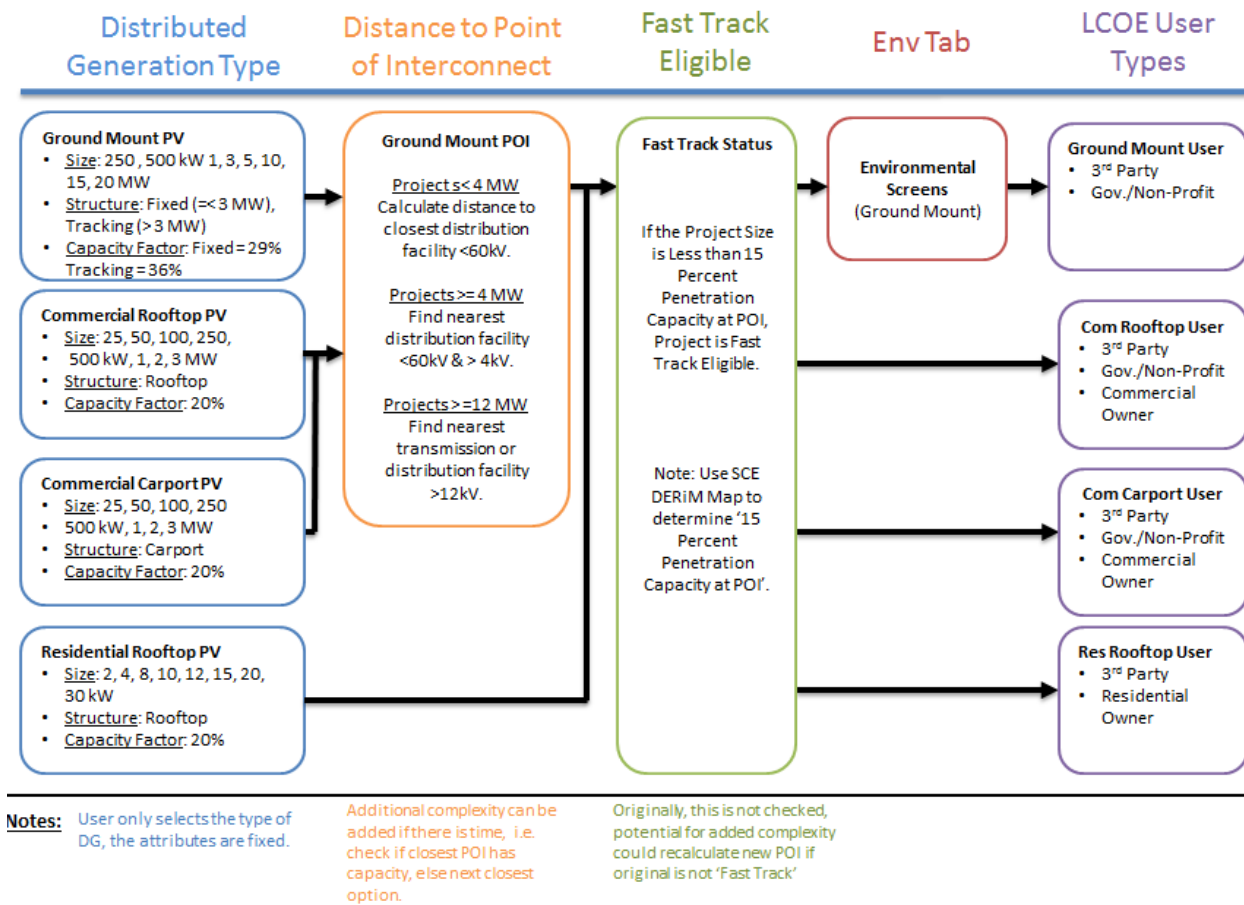 Distributed
Generation Type
Distance to Point
of Interconnect
Fast Track
Eligible
Env Tab
LCOE User
Types
Ground Mount PV
• Size: 250, 500 kW 1, 3, 5, 10,
15, 20 MW
• Structure: Fixed (=<3 MW),
Tracking (>3 MW)
• Capacity Factor: Fixed = 29%
Tracking = 36%
Commercial Rooftop PV
• Size: 25, 50, 100, 250,
• 500 kW, 1, 2, 3 MW
• Structure: Rooftop
• Capacity Factor: 20%
Commercial Carport PV
• Size: 25, 50, 100, 250
• 500 kW, 1, 2, 3 MW
• Structure: Carport
• Capacity Factor: 20%
Residential Rooftop PV
• Size: 2, 4, 8, 10, 12, 15, 20,
30 kW
• Structure: Rooftop
• Capacity Factor: 20%
Ground Mount POI
Projects< 4 MW
Calculate distance to
closest distribution
facility <60kV.
Projects >= 4 MW
Find nearest
distribution facility
<60kV & > 4kV.
Projects >=12 MW
Find nearest
transmission or
distribution facility
>12kV.
Fast Track Status
If the Project Size
is Less than 15
Percent
Penetration
Capacity at POI,
Project is Fast
Track Eligible.
Note: Use SCE
DERiM Map to
determine ‘15
Percent
Penetration
Capacity at POI’.
Environmental
Screens
(Ground Mount)
Ground Mount User
• 3rd Party
• Gov./Non-Profit
Com Rooftop User
• 3rd Party
• Gov./Non-Profit
• Commercial
Owner
Com Carport User
• 3rd Party
• Gov./Non-Profit
• Commercial
Owner
Res Rooftop User
• 3rd Party
• Residential
Owner
Notes:
User only selects the type of
DG, the attributes are fixed.
Additional complexity can be
added if there is time, i.e.
check if closest POI has
capacity, else next closest
option.
Originally, this is not checked,
potential for added complexity
could recalculate new POI if
original is not ‘Fast Track’